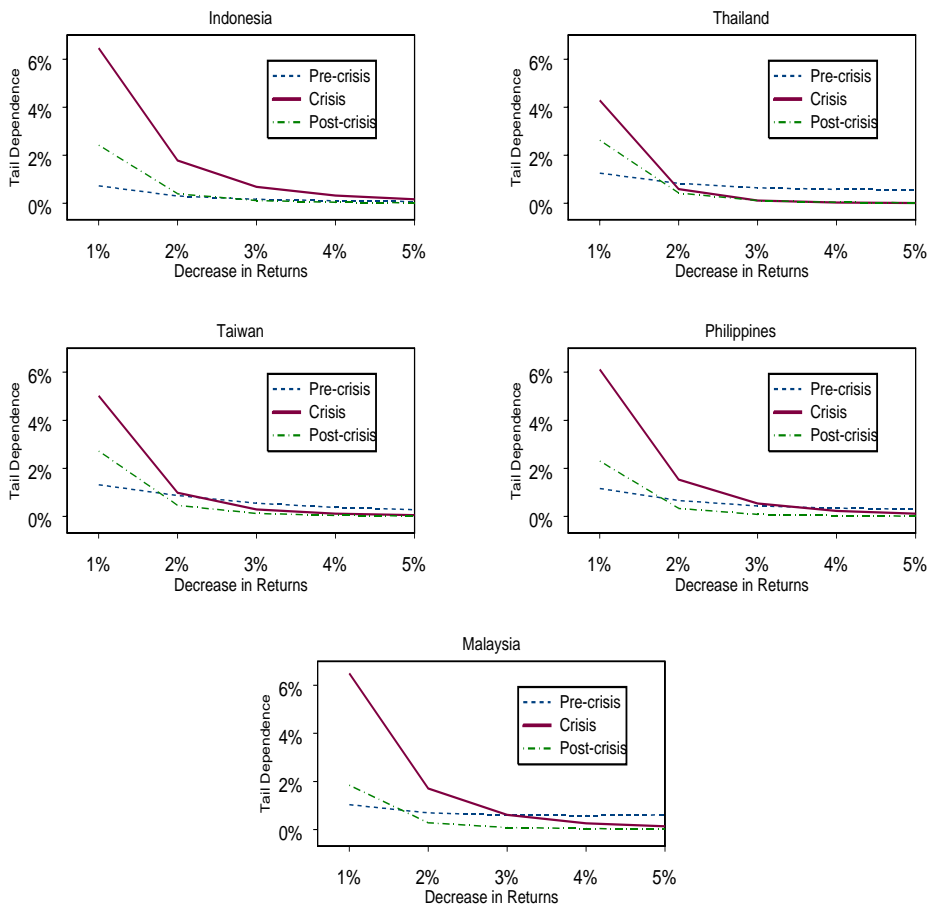 Indonesia
Tail Dependence
6%
4%
2%
0%
Pre-crisis
Crisis
Post-crisis
1% 2% 3% 4% 5%
Decrease in Returns
Thailand
Tail Dependence
6%
4%
2%
0%
Pre-crisis
Crisis
Post-crisis
1% 2% 3% 4% 5%
Decrease in Returns
Taiwan
Tail Dependence
6%
4%
2%
0%
Pre-crisis
Crisis
Post-crisis
1% 2% 3% 4% 5%
Decrease in Returns
Philippines
Tail Dependence
6%
4%
2%
0%
Pre-crisis
Crisis
Post-crisis
1% 2% 3% 4% 5%
Decrease in Returns
Malaysia
Tail Dependence
6%
4%
2%
0%
Pre-crisis
Crisis
Post-crisis
1% 2% 3% 4% 5%
Decrease in Returns